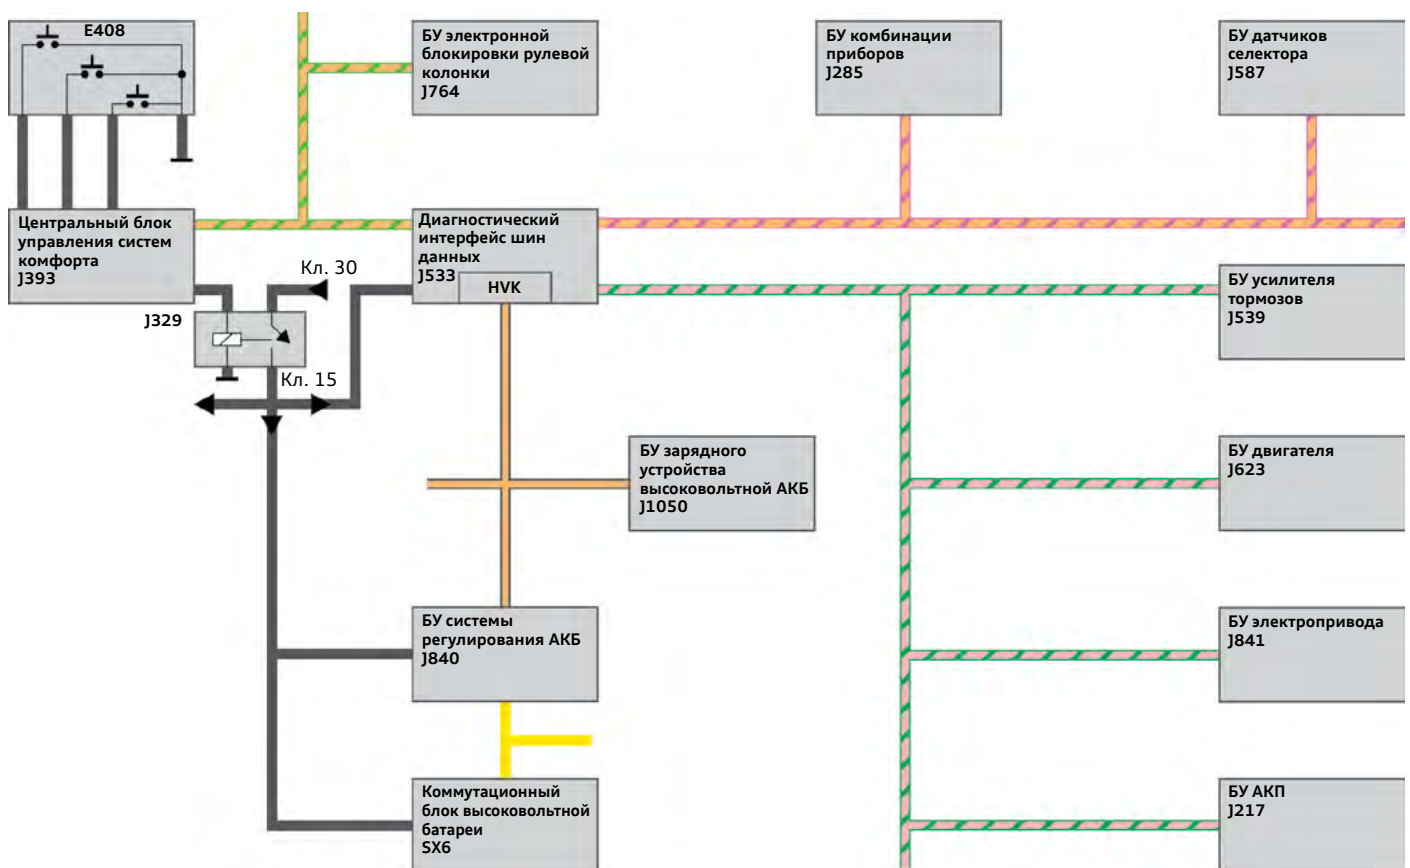 E408
БУ электронной
блокировки рулевой
колонки
J764
БУ комбинации
приборов
J285
БУ датчиков
селектора
J587
Центральный блок
управления систем
комфорта
J393
Диагностический
интерфейс шин
данных
J533
HVK
Кл. 30
J329
Кл. 15
БУ усилителя
тормозов
J539
БУ зарядного
устройства
высоковольтной АКБ
J1050
БУ двигателя
J623
БУ системы
регулирования АКБ
J840
БУ электропривода
J841
Коммутационный
блок высоковольтной
батареи
SX6
БУ АКП
J217